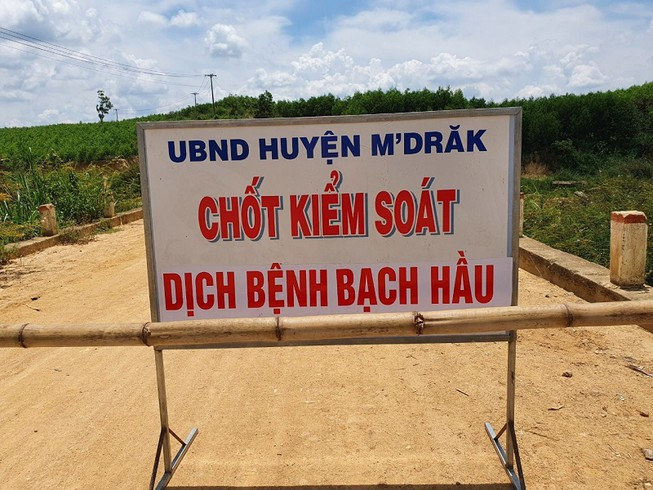 UBND HUYỆN M'DRĂK
CHỐT KIỂM SOÁT
DỊCH BỆNH BẠCH HẦU